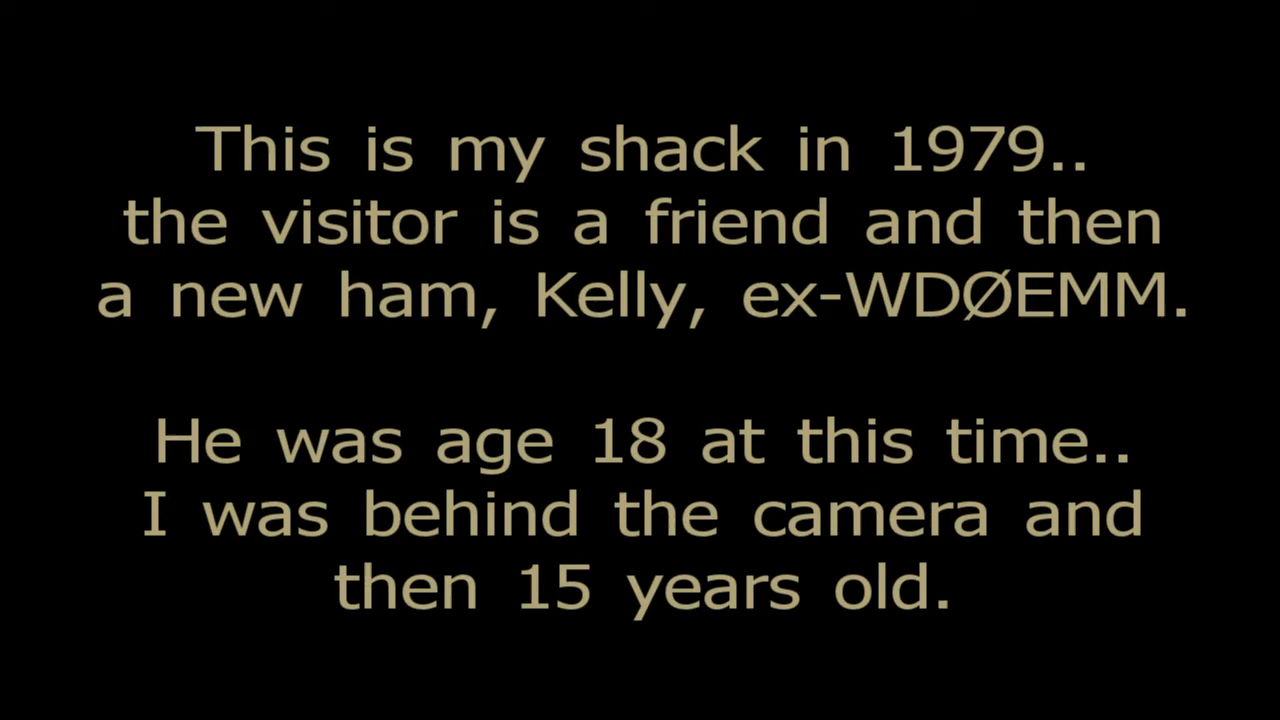 This is my shack in 1979..
the visitor is a friend and then
a new ham, Kelly, ex-WDØEMM.
He was age 18 at this time..
I was behind the camera and
then 15 years old.